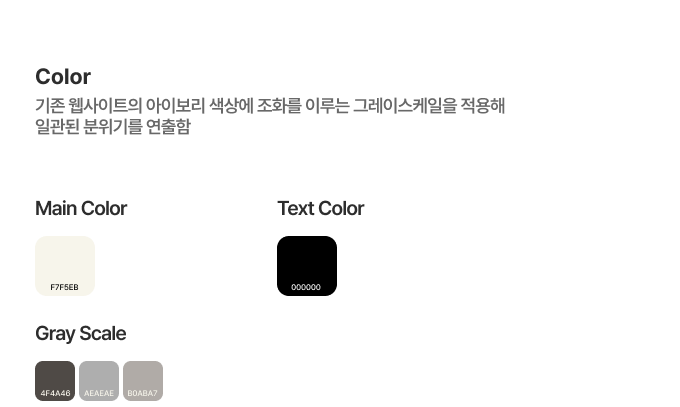 Color
기존 웹사이트의 아이보리 색상에 조화를 이루는 그레이스케일을 적용해
일관된 분위기를 연출함
Main Color
Text Color
F7F5EB
000000
Gray Scale
4F4A46
AEAEAE
B0ABA7